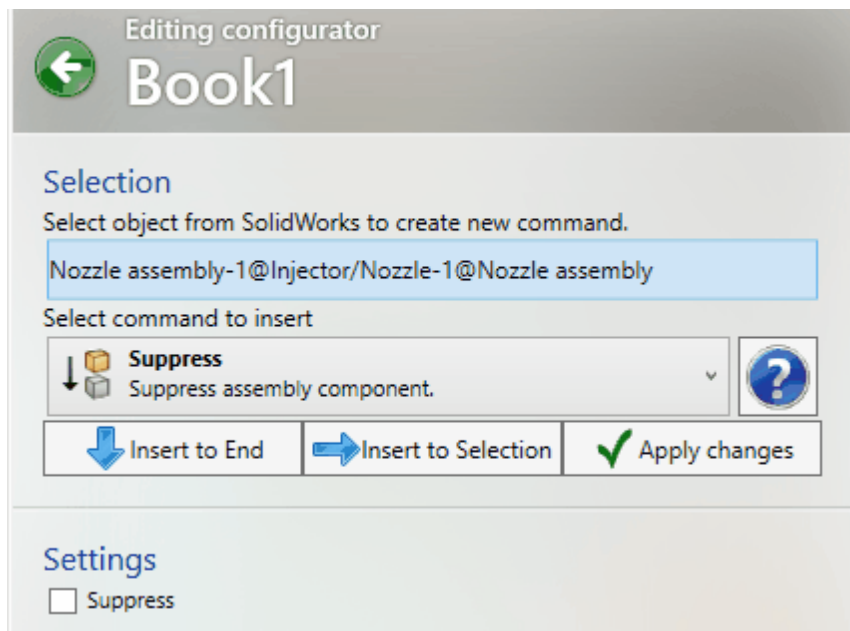 Editing configurator
Book1
Selection
Select object from SolidWorks to create new command.
Nozzle assembly-1@Injector/Nozzle-1@Nozzle assembly
Select command to insert
Suppress
Suppress assembly component.
?
Insert to End
Insert to Selection
Apply changes
Settings
Suppress